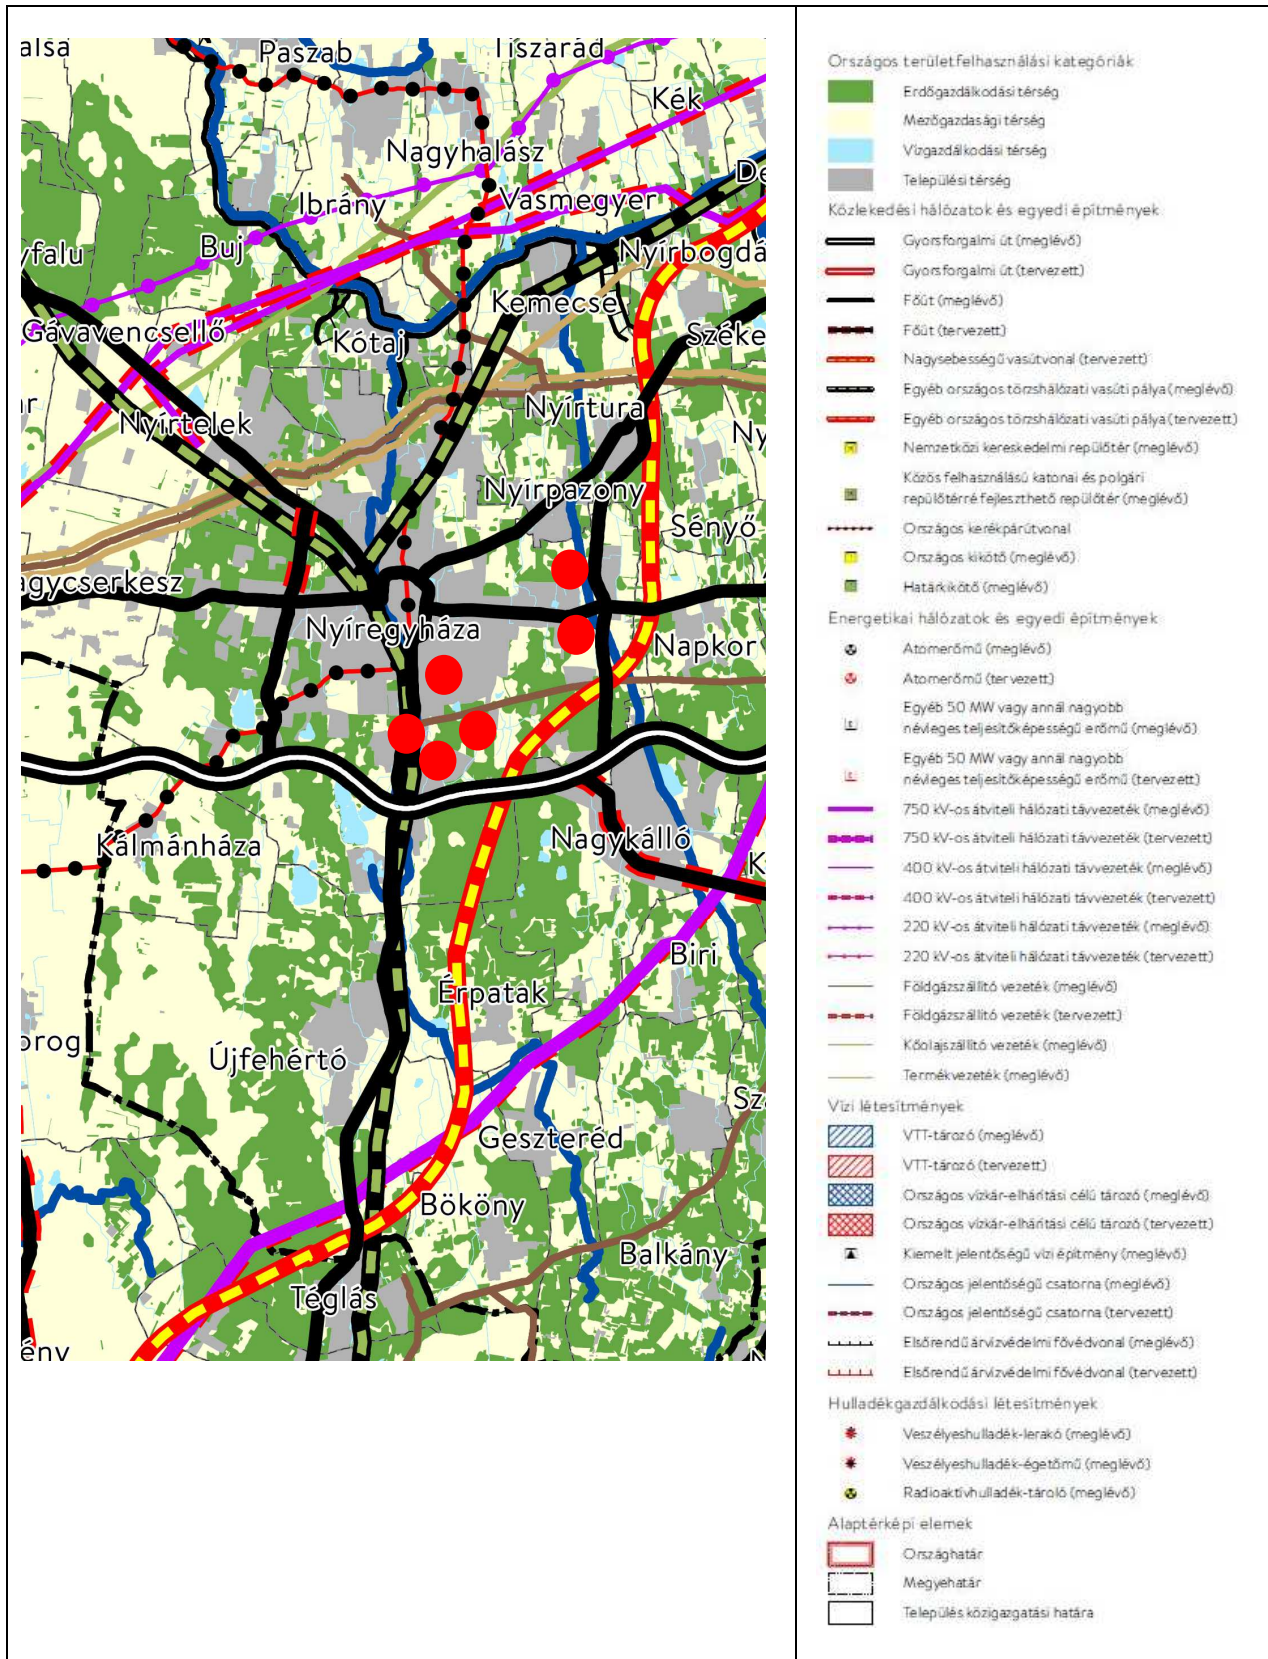 alsa
Paszab
Tiszarád
Kék
Nagyhalász
De
Ibrány
Vasmegyer
Buj
yfalu
Nyírbogdá
Kemecse
Gávavencsellő
Kótaj
Széke
ar
Nyírtura
Nyírtelek
Ny
Nyírpazony
Sényő
agycserkesz
Nyíregyháza
Napkor
Nagykálló
Kálmánháza
K
Biri
Érpatak
orog
Újfehértó
Sz
Geszteréd
Bököny
Balkány
Téglás
ény
N
Országos területfelhasználási kategóriák
Erdőgazdálkodási térség
Mezőgazdasági térség
Vízgazdálkodási térség
Települési térség
Közlekedési hálózatok és egyedi építmények
Gyorsforgalmi út (meglévő)
Gyorsforgalmi út (tervezett)
Főút (meglévő)
Főút (tervezett)
Nagysebességű vasútvonal (tervezett)
Egyéb országos törzshálózati vasúti pálya (meglévő)
Egyéb országos törzshálózati vasúti pálya (tervezett)
Nemzetközi kereskedelmi repülőtér (meglévő)
Közös felhasználású katonai és polgári
repülőtérré fejleszthető repülőtér (meglévő)
Országos kerékpárútvonal
Országos kikötő (meglévő)
Határkikötő (meglévő)
Energetikai hálózatok és egyedi építmények
Atomerőmű (meglévő)
Atomerőmű (tervezett)
Egyéb 50 MW vagy annál nagyobb
névleges teljesítőképességű erőmű (meglévő)
Egyéb 50 MW vagy annál nagyobb
névleges teljesítőképességű erőmű (tervezett)
750 kV-os átviteli hálózati távvezeték (meglévő)
750 kV-os átviteli hálózati távvezeték (tervezett)
400 kV-os átviteli hálózati távvezeték (meglévő)
400 kV-os átviteli hálózati távvezeték (tervezett)
220 kV-os átviteli hálózati távvezeték (meglévő)
220 kV-os átviteli hálózati távvezeték (tervezett)
Földgázszállító vezeték (meglévő)
Földgázszállító vezeték (tervezett)
Kőolajszállító vezeték (meglévő)
Termékvezeték (meglévő)
Vízi létesítmények
VTT-tározó (meglévő)
VTT-tározó (tervezett)
Országos vízkár-elhárítási célú tározó (meglévő)
Országos vízkár-elhárítási célú tározó (tervezett)
Kiemelt jelentőségű vízi építmény (meglévő)
Országos jelentőségű csatorna (meglévő)
Országos jelentőségű csatorna (tervezett)
Elsőrendű árvízvédelmi fővédvonal (meglévő)
Elsőrendű árvízvédelmi fővédvonal (tervezett)
Hulladékgazdálkodási létesítmények
Veszélyeshulladék-lerakó (meglévő)
Veszélyeshulladék-égetőmű (meglévő)
Radioaktívhulladék-tároló (meglévő)
Alaptérképi elemek
Országhatár
Megyehatár
Település közigazgatási határa